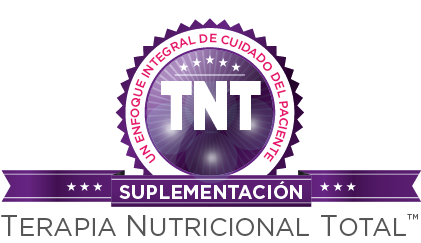 UN ENFOQUE INTEGRAL DE CUIDADO DEL PACIENTE
TNT
SUPLEMENTACIÓN
TERAPIA NUTRICIONAL TOTAL™